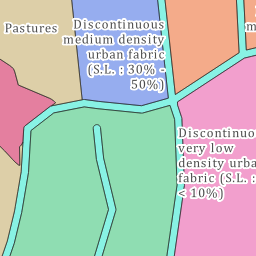 Pastures
Discontinuous
medium density
urban fabric
(S.L. : 30% -
50%)
Discontinuo
very low
density urba
fabric (S.L. :
< 10%)